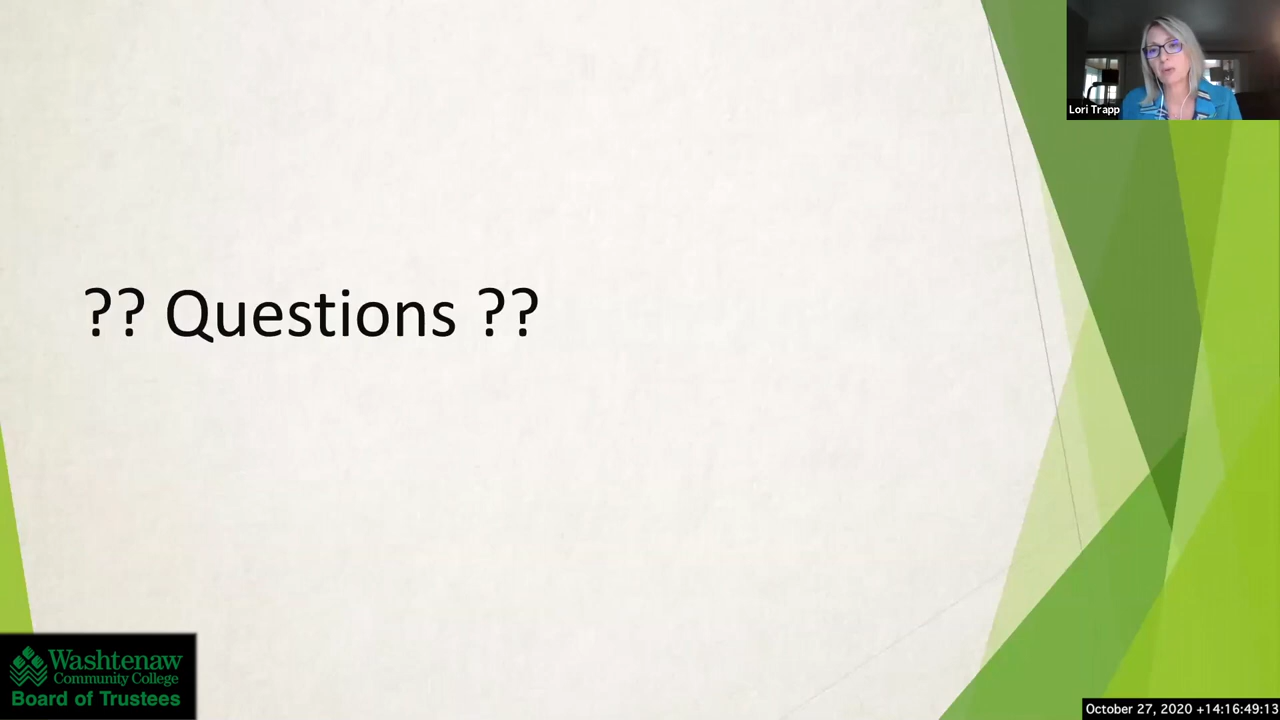 Lori Trapp
?? Questions ??
Washtenaw
Community College
Board of Trustees
October 27, 2020 +14:16:49:13